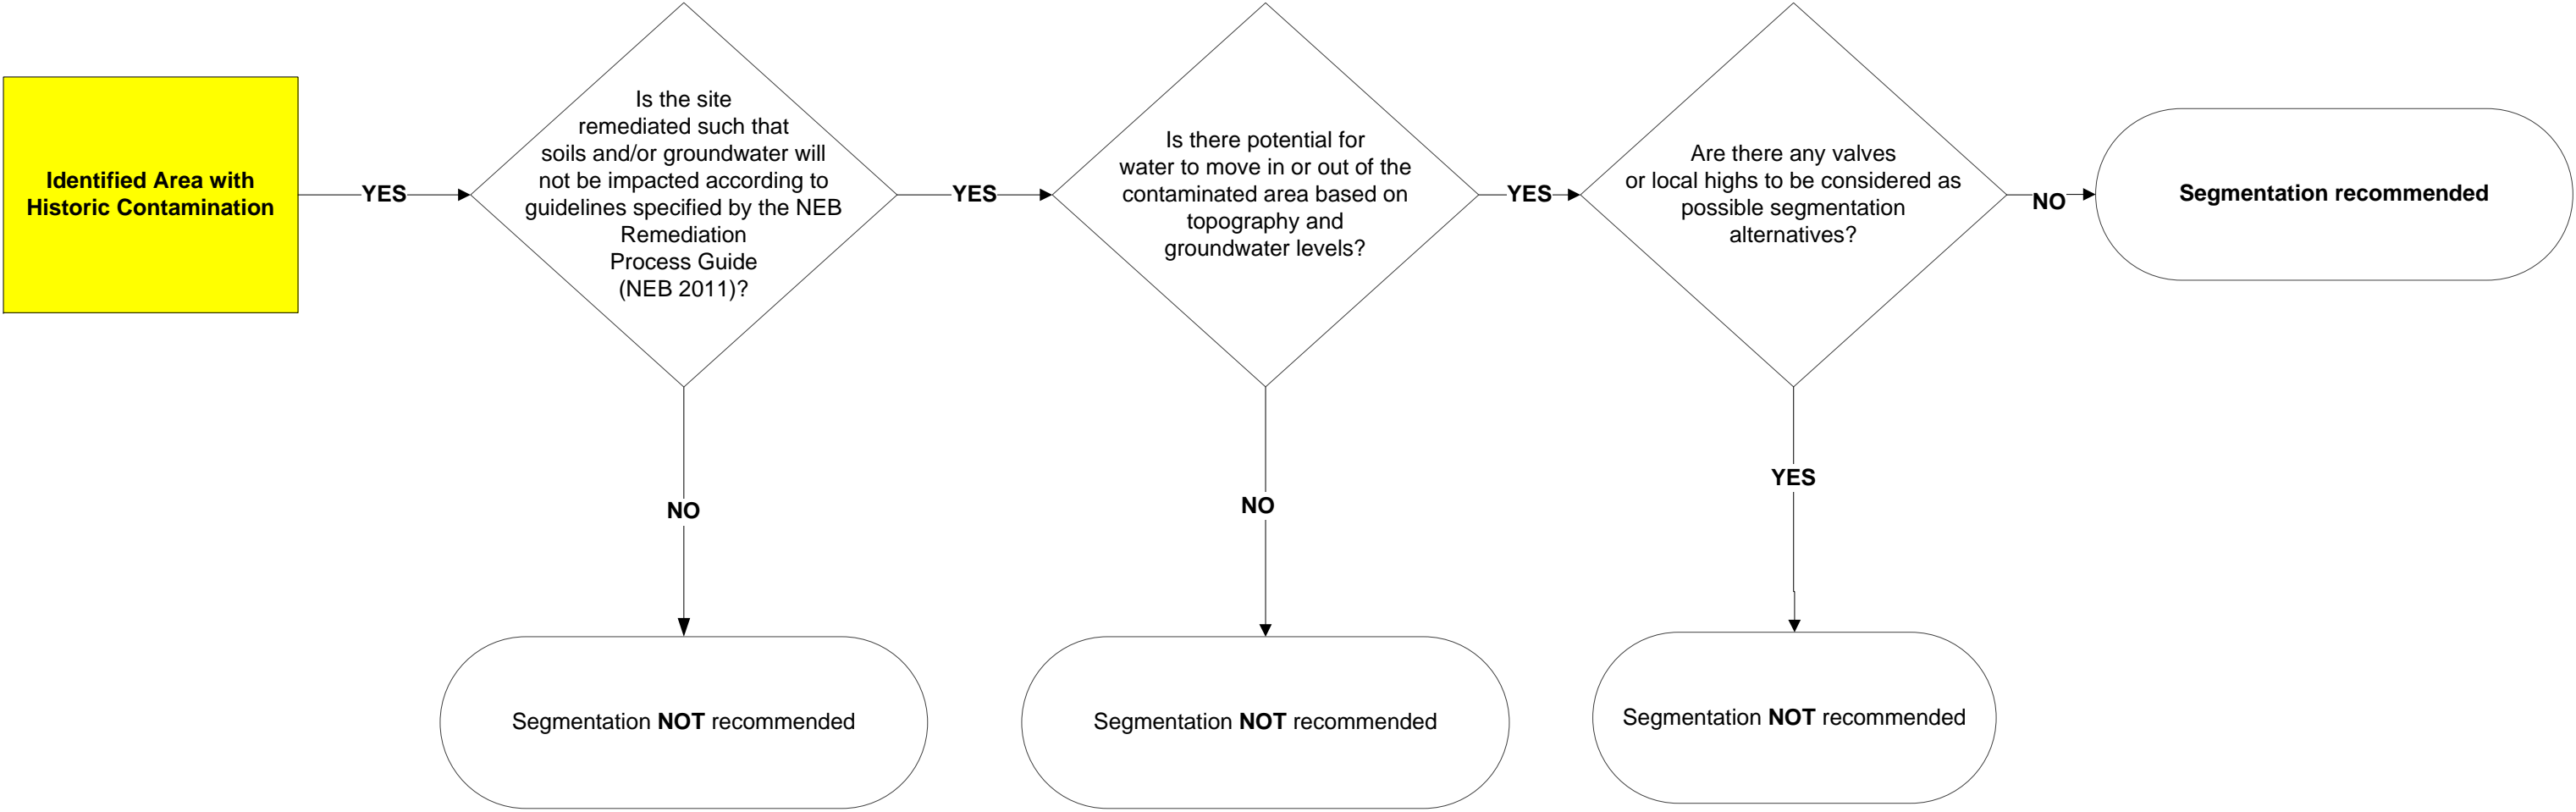 Identified Area with
Historic Contamination
YES
Is the site
remediated such that
soils and/or groundwater will
not be impacted according to
guidelines specified by the NEB
Remediation
Process Guide
(NEB 2011)?
YES
Is there potential for
water to move in or out of the
contaminated area based on
topography and
groundwater levels?
YES
Are there any valves
or local highs to be considered as
possible segmentation
alternatives?
NO
Segmentation recommended
NO
NO
YES
Segmentation NOT recommended
Segmentation NOT recommended
Segmentation NOT recommended